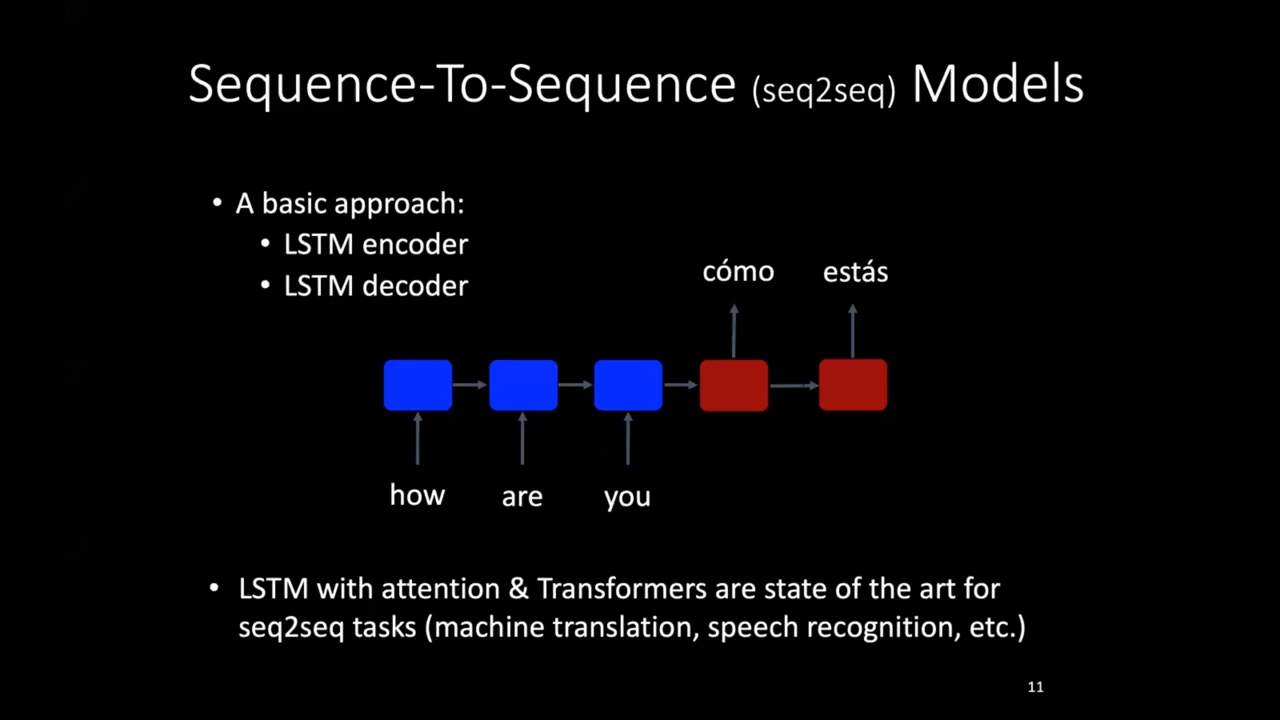 Sequence-To-Sequence (seq2seq) Models
• A basic approach:
• LSTM encoder
• LSTM decoder
cómo estás
how are you
• LSTM with attention & Transformers are state of the art for
seq2seq tasks (machine translation, speech recognition, etc.)
11